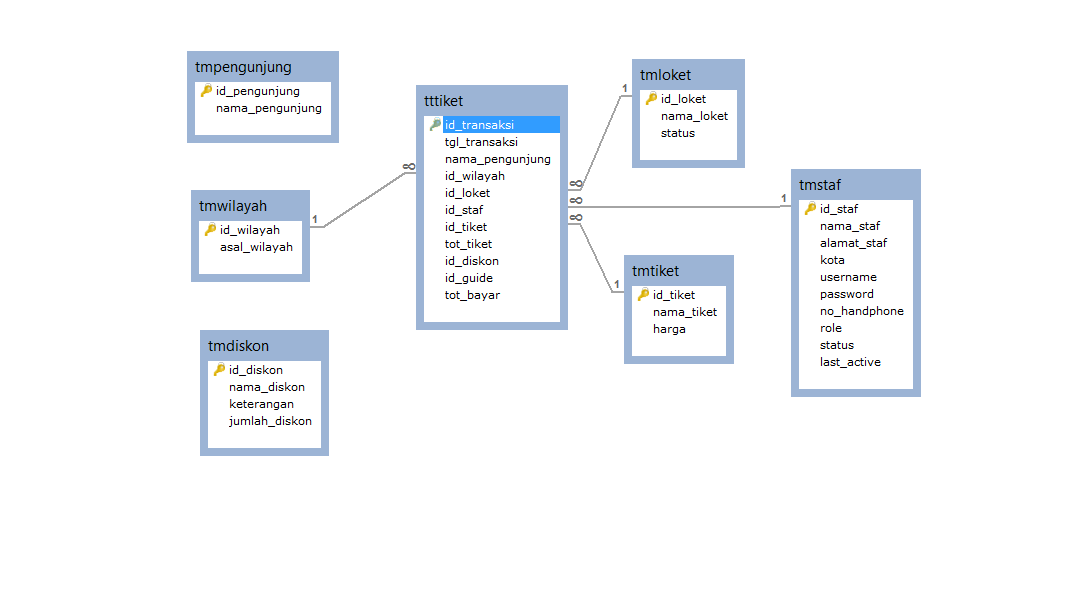 tmpengunjung
id_pengunjung
nama_pengunjung
tmwilayah
id_wilayah
asal_wilayah
tmdiskon
id_diskon
nama_diskon
keterangan
jumlah_diskon
tttiket
id_transaksi
tgl_transaksi
nama_pengunjung
id_wilayah
id_loket
id_staf
id_tiket
tot_tiket
id_diskon
id_guide
tot_bayar
tmloket
id_loket
nama_loket
status
tmtiket
id_tiket
nama_tiket
harga
tmstaf
id_staf
nama_staf
alamat_staf
kota
username
password
no_handphone
role
status
last_active
1
∞
1
∞
1
∞
1
∞